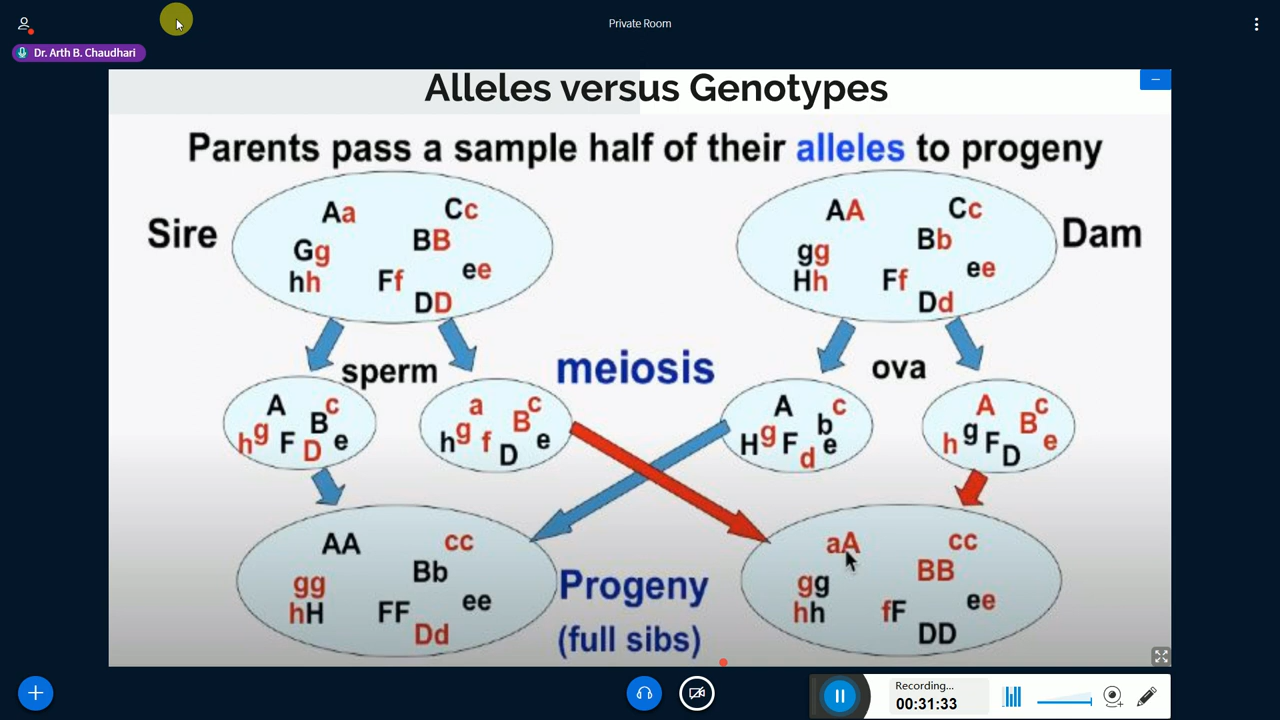 Private Room
Dr. Arth B. Chaudhari
Alleles versus Genotypes
Parents pass a sample half of their alleles to progeny
Sire
Aa Cc
Gg BB
hh Ff ee
DD
AA Cc
gg Bb
Hh Ff ee
Dd
Dam
sperm
meiosis
ova
A B c
h g F D e
a B c
h g f D e
A b c
H g F d e
A B c
h g F D e
AA cc
gg Bb
hH FF ee
Dd
Progeny
(full sibs)
aA cc
gg BB
hh fF ee
DD
Recording...
00:31:33